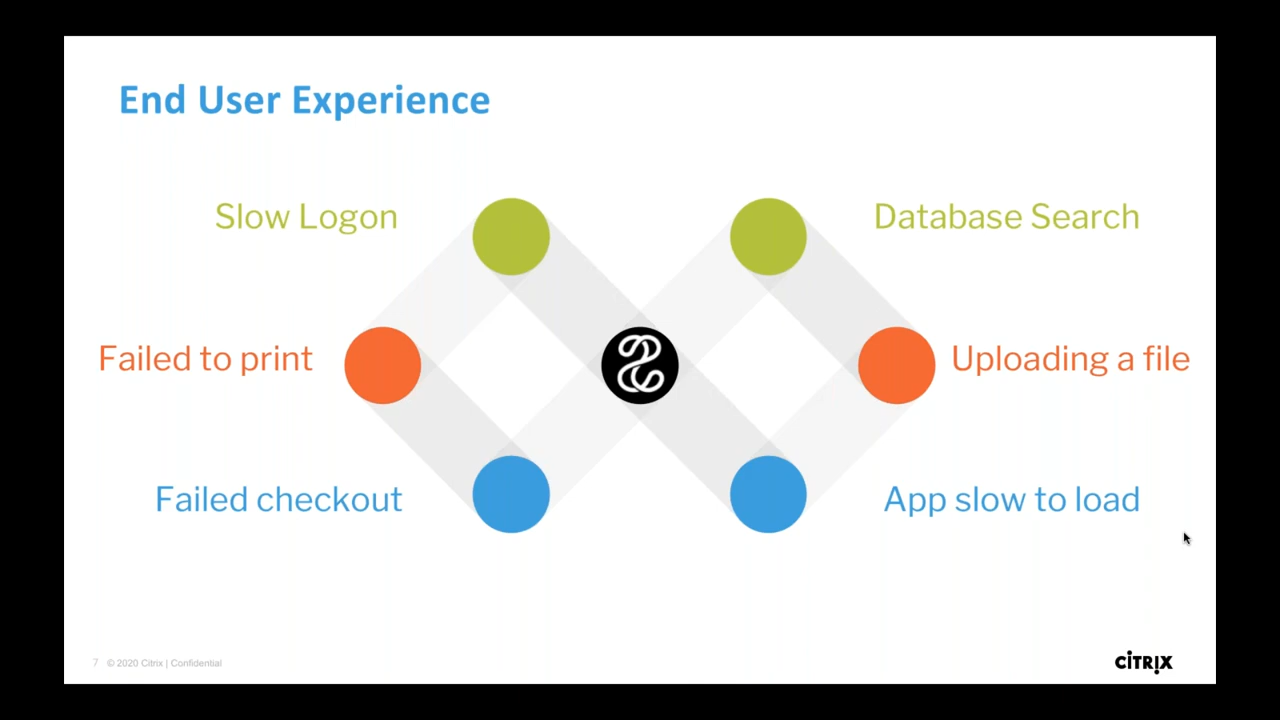 End User Experience
Slow Logon
Database Search
Failed to print
Uploading a file
Failed checkout
App slow to load
7 © 2020 Citrix | Confidential
CITRIX